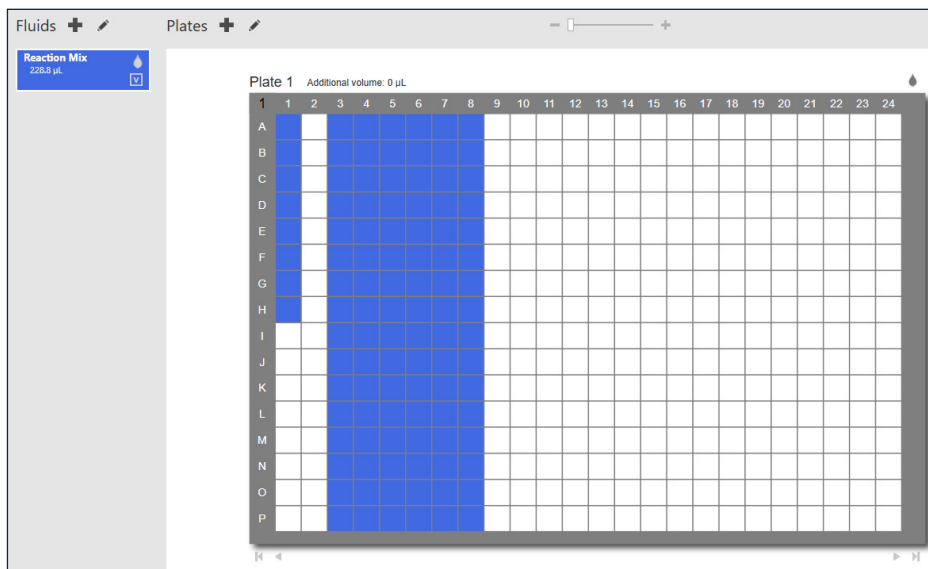 Fluids
Plates
Reaction Mix
228.8 µL
V
Plate 1 Additional volume: 0 µL
1 1 2 3 4 5 6 7 8 9 10 11 12 13 14 15 16 17 18 19 20 21 22 23 24
A
B
C
D
E
F
G
H
I
J
K
L
M
N
O
P